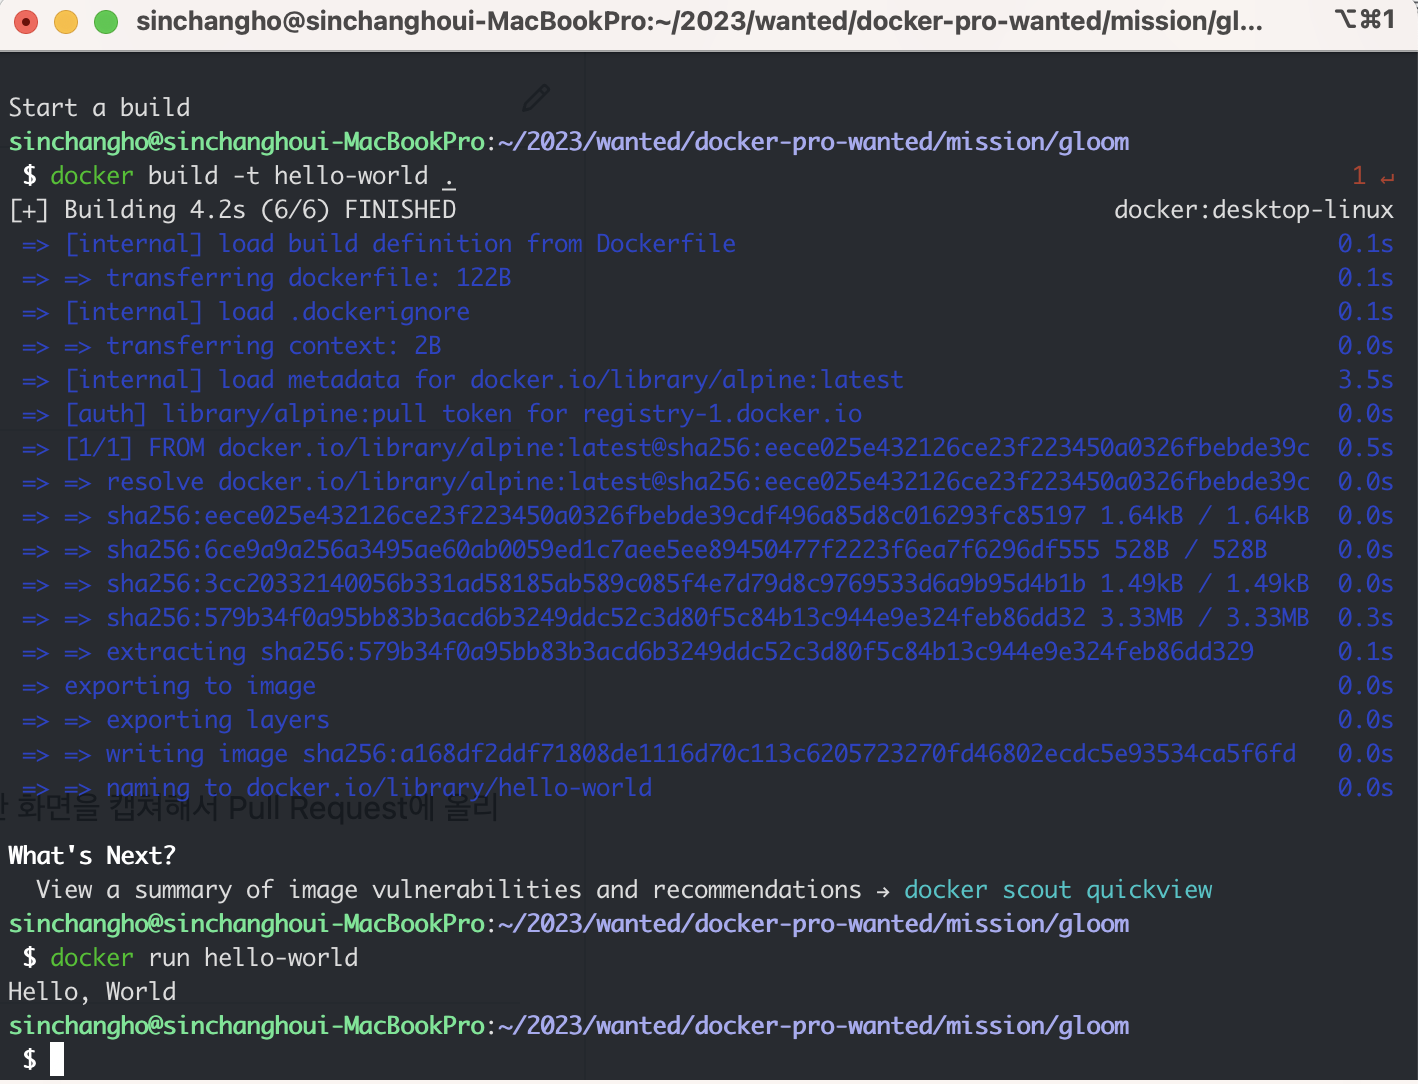 sinchangho@sinchanghoui-MacBookPro:~/2023/wanted/docker-pro-wanted/mission/gl... ⌥⌘1
Start a build
sinchangho@sinchanghoui-MacBookPro:~/2023/wanted/docker-pro-wanted/mission/gloom
$ docker build -t hello-world . 1 ↵
[+] Building 4.2s (6/6) FINISHED docker:desktop-linux
=> [internal] load build definition from Dockerfile 0.1s
=> => transferring dockerfile: 122B 0.1s
=> [internal] load .dockerignore 0.1s
=> => transferring context: 2B 0.0s
=> [internal] load metadata for docker.io/library/alpine:latest 3.5s
=> [auth] library/alpine:pull token for registry-1.docker.io 0.0s
=> [1/1] FROM docker.io/library/alpine:latest@sha256:eece025e432126ce23f223450a0326fbebde39c 0.5s
=> => resolve docker.io/library/alpine:latest@sha256:eece025e432126ce23f223450a0326fbebde39c 0.0s
=> => sha256:eece025e432126ce23f223450a0326fbebde39cdf496a85d8c016293fc85197 1.64kB / 1.64kB 0.0s
=> => sha256:6ce9a9a256a3495ae60ab0059ed1c7aee5ee89450477f2223f6ea7f6296df555 528B / 528B 0.0s
=> => sha256:3cc20332140056b331ad58185ab589c085f4e7d79d8c9769533d6a9b95d4b1b 1.49kB / 1.49kB 0.0s
=> => sha256:579b34f0a95bb83b3acd6b3249ddc52c3d80f5c84b13c944e9e324feb86dd32 3.33MB / 3.33MB 0.3s
=> => extracting sha256:579b34f0a95bb83b3acd6b3249ddc52c3d80f5c84b13c944e9e324feb86dd329 0.1s
=> exporting to image 0.0s
=> => exporting layers 0.0s
=> => writing image sha256:a168df2ddf71808de1116d70c113c6205723270fd46802ecdc5e93534ca5f6fd 0.0s
=> => naming to docker.io/library/hello-world 0.0s
화면을 캡쳐해서 Pull Request에 올리
What's Next?
View a summary of image vulnerabilities and recommendations → docker scout quickview
sinchangho@sinchanghoui-MacBookPro:~/2023/wanted/docker-pro-wanted/mission/gloom
$ docker run hello-world
Hello, World
sinchangho@sinchanghoui-MacBookPro:~/2023/wanted/docker-pro-wanted/mission/gloom
$